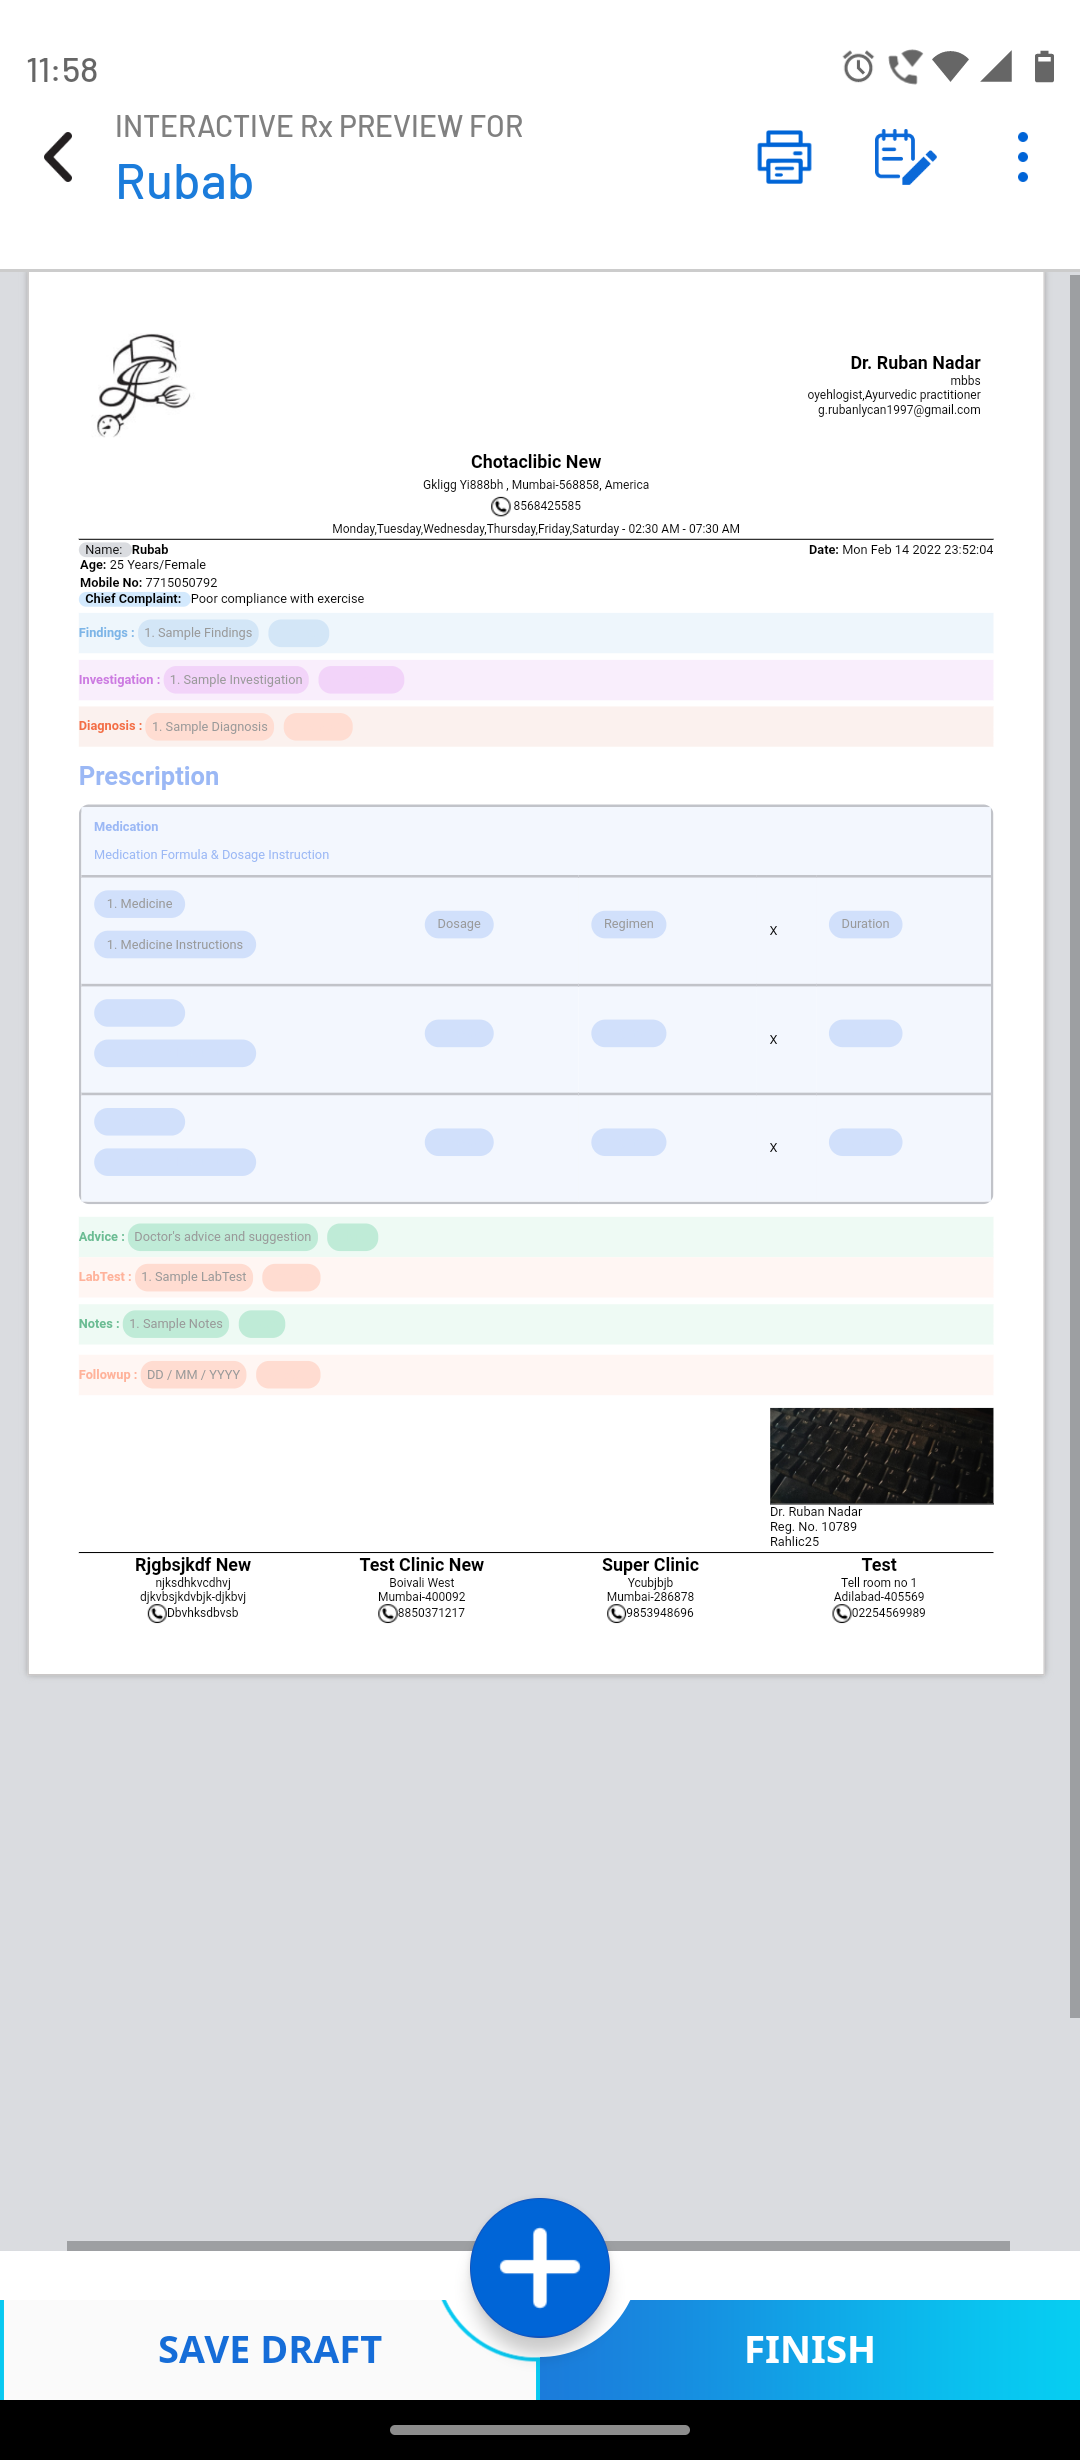 11:58
INTERACTIVE Rx PREVIEW FOR
Rubab
Dr. Ruban Nadar
mbbs
oyehlogist,Ayurvedic practitioner
g.rubanlycan1997@gmail.com
Chotaclibic New
Gkligg Yi888bh , Mumbai-568858, America
8568425585
Monday,Tuesday,Wednesday,Thursday,Friday,Saturday - 02:30 AM - 07:30 AM
Name: Rubab Date: Mon Feb 14 2022 23:52:04
Age: 25 Years/Female
Mobile No: 7715050792
Chief Complaint: Poor compliance with exercise
Findings : 1. Sample Findings
Investigation : 1. Sample Investigation
Diagnosis : 1. Sample Diagnosis
Prescription
Medication
Medication Formula & Dosage Instruction
1. Medicine
Dosage Regimen X Duration
1. Medicine Instructions
X
X
Advice : Doctor's advice and suggestion
LabTest : 1. Sample LabTest
Notes : 1. Sample Notes
Followup : DD / MM / YYYY
Dr. Ruban Nadar
Reg. No. 10789
Rahlic25
Rjgbsjkdf New Test Clinic New Super Clinic Test
njksdhkvcdhvj Boivali West Ycubjbjb Tell room no 1
djkvbsjkdvbjk-djkbvj Mumbai-400092 Mumbai-286878 Adilabad-405569
Dbvhksdbvsb 8850371217 9853948696 02254569989
SAVE DRAFT FINISH